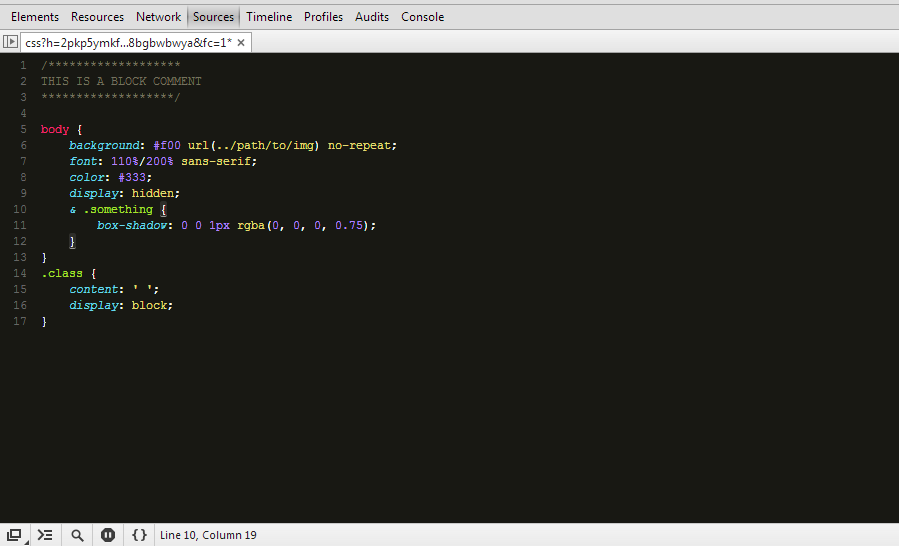 Elements Resources Network Sources Timeline Profiles Audits Console
css?h=2pkp5ymkf...8bgbwbwya&fc=1* ×
1 /*******************
2 THIS IS A BLOCK COMMENT
3 *******************/
4
5 body {
6 background: #f00 url(../path/to/img) no-repeat;
7 font: 110%/200% sans-serif;
8 color: #333;
9 display: hidden;
10 & .something {
11 box-shadow: 0 0 1px rgba(0, 0, 0, 0.75);
12 }
13 }
14 .class {
15 content: ' ';
16 display: block;
17 }
{} Line 10, Column 19